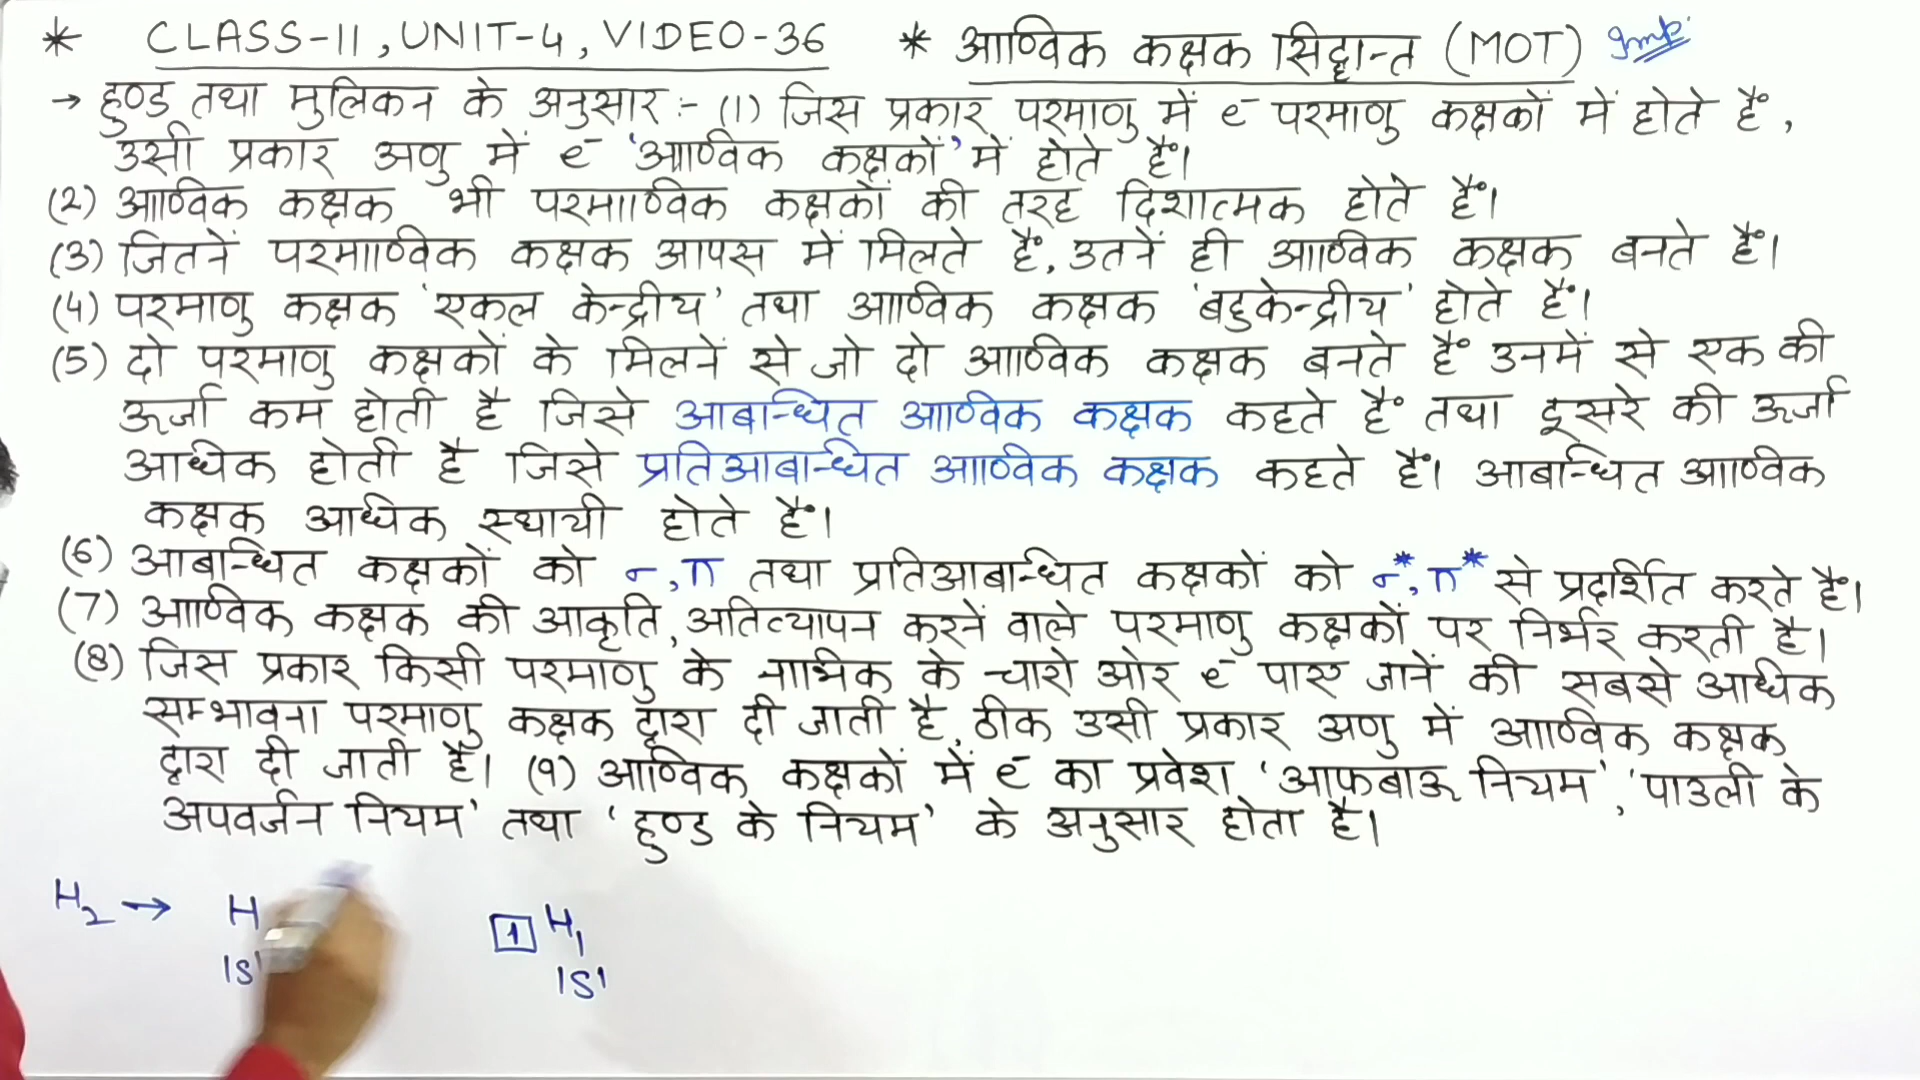 * CLASS-11, UNIT-4, VIDEO-36 * आण्विक कक्षक सिद्धान्त (MOT) Imp.
→ हुण्ड तथा मुलिकन के अनुसार :- (1) जिस प्रकार परमाणु में e⁻ परमाणु कक्षकों में होते हैं,
उसी प्रकार अणु में e⁻ 'आण्विक कक्षकों' में होते हैं।
(2) आण्विक कक्षक भी परमाण्विक कक्षकों की तरह दिशात्मक होते हैं।
(3) जितनें परमाण्विक कक्षक आपस में मिलते हैं, उतनें ही आण्विक कक्षक बनते हैं।
(4) परमाणु कक्षक 'एकल केन्द्रीय' तथा आण्विक कक्षक 'बहुकेन्द्रीय' होते हैं।
(5) दो परमाणु कक्षकों के मिलनें से जो दो आण्विक कक्षक बनते हैं उनमें से एक की
ऊर्जा कम होती है जिसे आबन्धित आण्विक कक्षक कहते हैं तथा दूसरे की ऊर्जा
अधिक होती है जिसे प्रतिआबन्धित आण्विक कक्षक कहते हैं। आबन्धित आण्विक
कक्षक अधिक स्थायी होते हैं।
(6) आबन्धित कक्षकों को σ, π तथा प्रतिआबन्धित कक्षकों को σ*, π* से प्रदर्शित करते हैं।
(7) आण्विक कक्षक की आकृति, अतिव्यापन करनें वाले परमाणु कक्षकों पर निर्भर करती है।
(8) जिस प्रकार किसी परमाणु के नाभिक के चारो ओर e⁻ पाए जानें की सबसे अधिक
सम्भावना परमाणु कक्षक द्वारा दी जाती है, ठीक उसी प्रकार अणु में आण्विक कक्षक
द्वारा दी जाती है। (9) आण्विक कक्षकों में e⁻ का प्रवेश 'आफबाऊ नियम', 'पाउली के
अपवर्जन नियम' तथा 'हुण्ड के नियम' के अनुसार होता है।
H₂ → H 1 H₁
1s¹ 1s¹